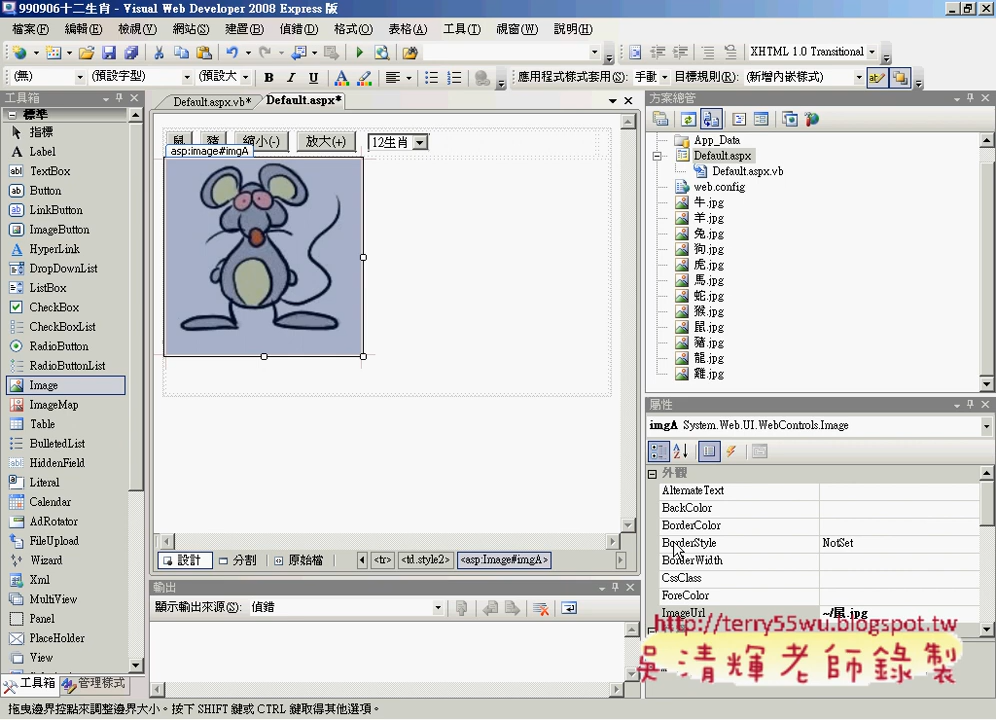 990906十二生肖 - Visual Web Developer 2008 Express 版
檔案(F) 編輯(E) 檢視(V) 網站(S) 建置(B) 偵錯(D) 格式(O) 表格(A) 工具(T) 視窗(W) 說明(H)
XHTML 1.0 Transitional
(無) (預設字型) (預設大 B I U A 應用程式樣式套用(S): 手動 目標規則(R): (新增內嵌樣式)
工具箱
標準
指標
Label
TextBox
Button
LinkButton
ImageButton
HyperLink
DropDownList
ListBox
CheckBox
CheckBoxList
RadioButton
RadioButtonList
Image
ImageMap
Table
BulletedList
HiddenField
Literal
Calendar
AdRotator
FileUpload
Wizard
Xml
MultiView
Panel
PlaceHolder
View
工具箱 管理樣式
Default.aspx.vb* Default.aspx*
鼠 豬 縮小(-) 放大(+) 12生肖
asp:image#imgA
設計 分割 原始檔 <tr> <td.style2> <asp:Image#imgA>
輸出
顯示輸出來源(S): 偵錯
方案總管
App_Data
Default.aspx
Default.aspx.vb
web.config
牛.jpg
羊.jpg
兔.jpg
狗.jpg
虎.jpg
馬.jpg
蛇.jpg
猴.jpg
鼠.jpg
豬.jpg
龍.jpg
雞.jpg
屬性
imgA System.Web.UI.WebControls.Image
外觀
AlternateText
BackColor
BorderColor
BorderStyle NotSet
BorderWidth
CssClass
ForeColor
ImageUrl ~/鼠.jpg
http://terry55wu.blogspot.tw
吳清輝老師錄製
拖曳邊界控點來調整邊界大小。按下 SHIFT 鍵或 CTRL 鍵取得其他選項。